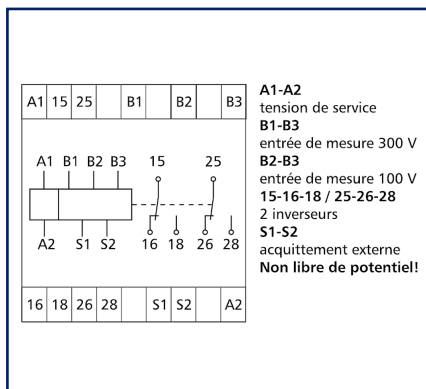 A1 15 25 B1 B2 B3
A1 B1 B2 B3 15 25
A2 S1 S2 16 18 26 28
16 18 26 28 S1 S2 A2
A1-A2
tension de service
B1-B3
entrée de mesure 300 V
B2-B3
entrée de mesure 100 V
15-16-18 / 25-26-28
2 inverseurs
S1-S2
acquittement externe
Non libre de potentiel!